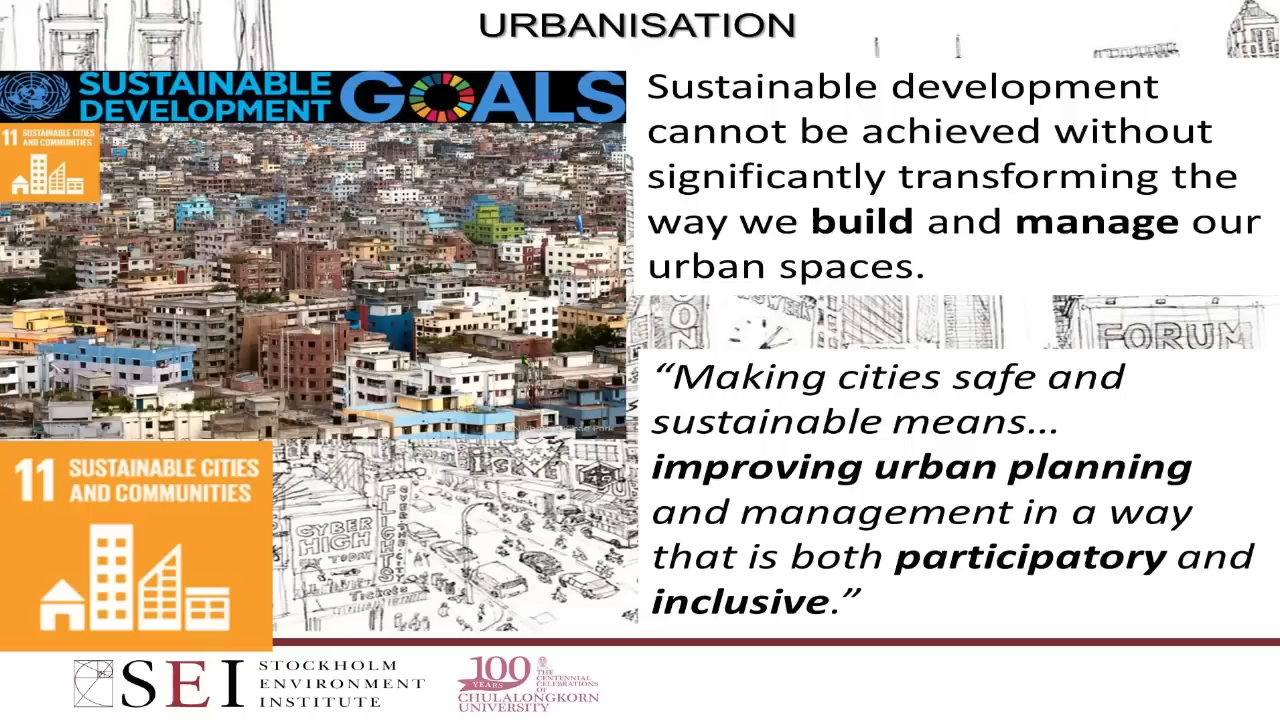 URBANISATION
SUSTAINABLE
DEVELOPMENT
GOALS
11 SUSTAINABLE CITIES
AND COMMUNITIES
Sustainable development
cannot be achieved without
significantly transforming the
way we build and manage our
urban spaces.
FORUM
“Making cities safe and
sustainable means...
improving urban planning
and management in a way
that is both participatory and
inclusive.”
11 SUSTAINABLE CITIES
AND COMMUNITIES
CYBER
HIGH
FLIGHTS
Tickets
SEI
STOCKHOLM
ENVIRONMENT
INSTITUTE
100
YEARS
THE
CENTENNIAL
CELEBRATIONS
OF
CHULALONGKORN
UNIVERSITY